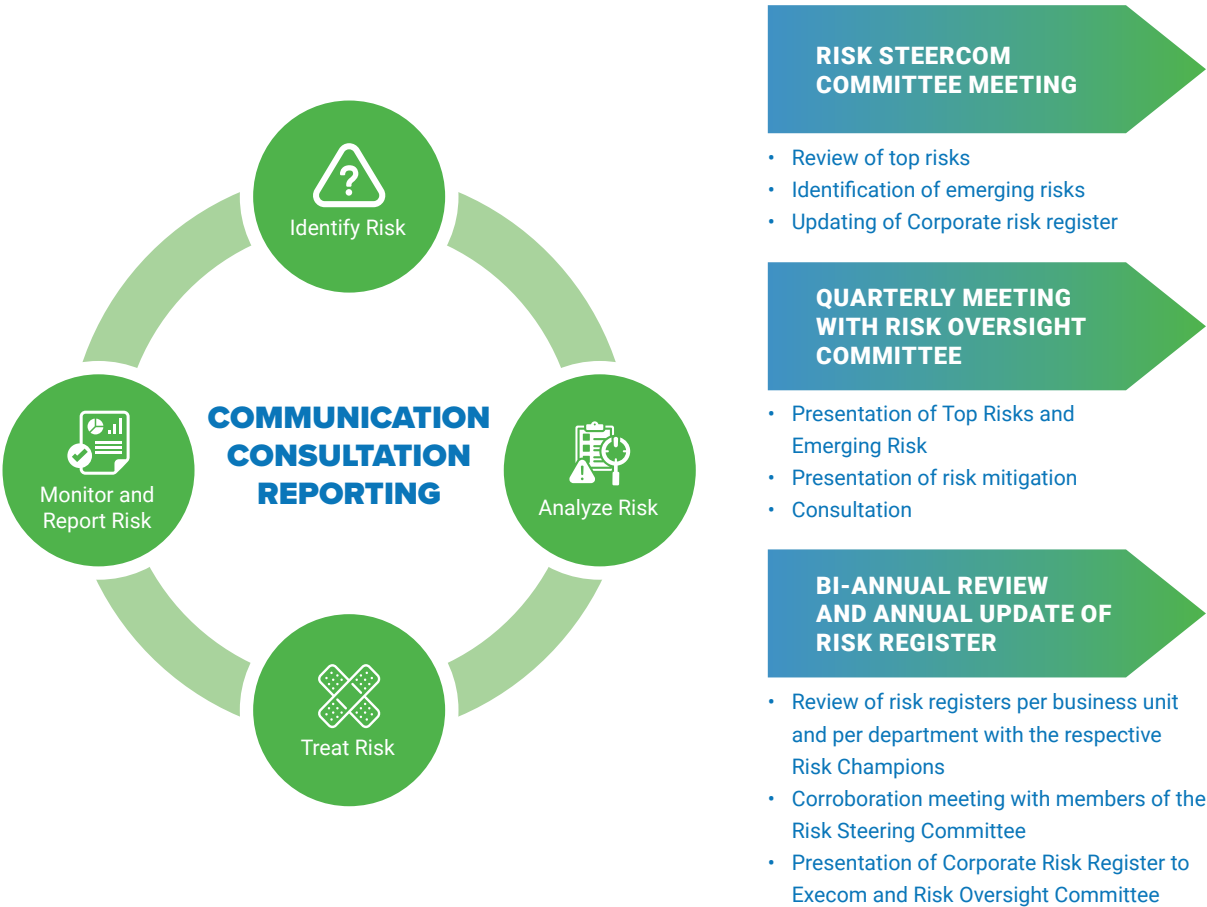 Identify Risk
Analyze Risk
Treat Risk
Monitor and
Report Risk
COMMUNICATION
CONSULTATION
REPORTING
RISK STEERCOM
COMMITTEE MEETING
• Review of top risks
• Identification of emerging risks
• Updating of Corporate risk register
QUARTERLY MEETING
WITH RISK OVERSIGHT
COMMITTEE
• Presentation of Top Risks and
Emerging Risk
• Presentation of risk mitigation
• Consultation
BI-ANNUAL REVIEW
AND ANNUAL UPDATE OF
RISK REGISTER
• Review of risk registers per business unit
and per department with the respective
Risk Champions
• Corroboration meeting with members of the
Risk Steering Committee
• Presentation of Corporate Risk Register to
Execom and Risk Oversight Committee